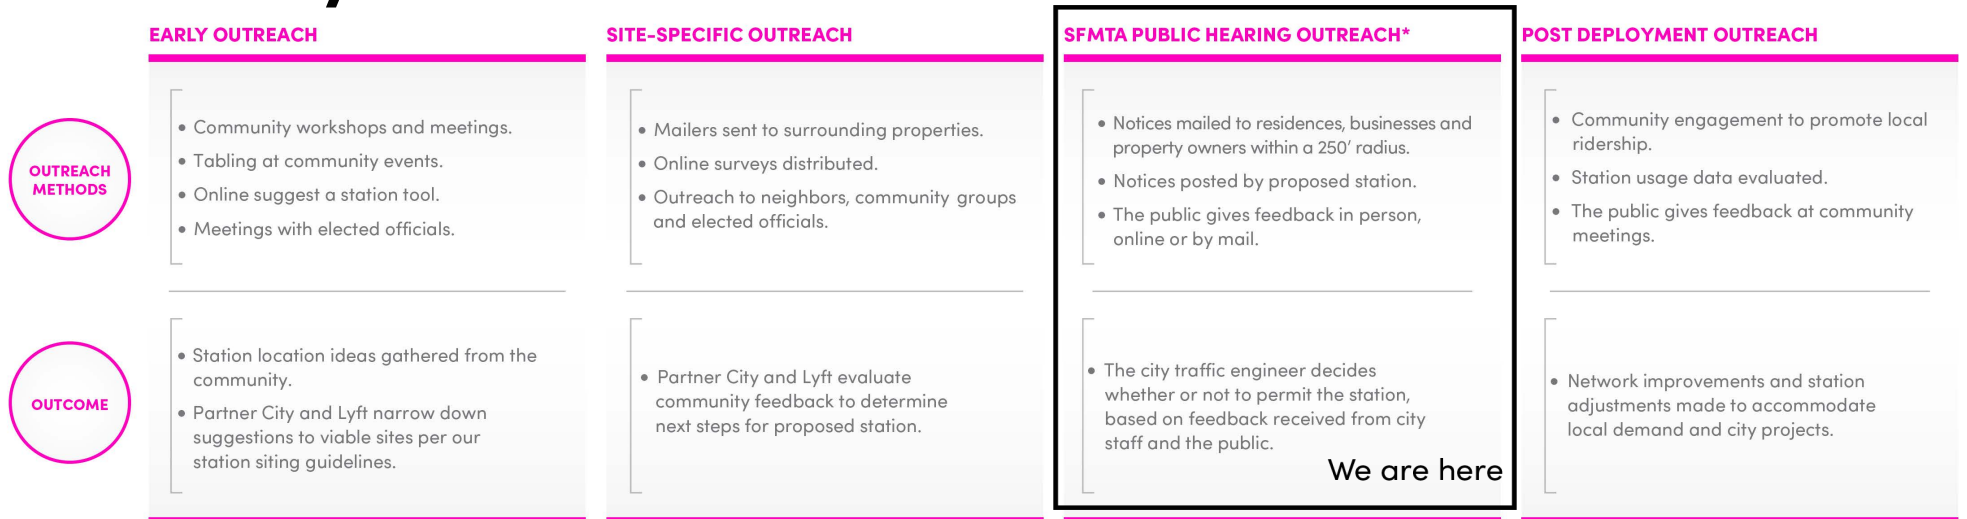 EARLY OUTREACH
SITE-SPECIFIC OUTREACH
SFMTA PUBLIC HEARING OUTREACH*
POST DEPLOYMENT OUTREACH
OUTREACH
METHODS
• Community workshops and meetings.
• Tabling at community events.
• Online suggest a station tool.
• Meetings with elected officials.
• Mailers sent to surrounding properties.
• Online surveys distributed.
• Outreach to neighbors, community groups
and elected officials.
• Notices mailed to residences, businesses and
property owners within a 250' radius.
• Notices posted by proposed station.
• The public gives feedback in person,
online or by mail.
• Community engagement to promote local
ridership.
• Station usage data evaluated.
• The public gives feedback at community
meetings.
OUTCOME
• Station location ideas gathered from the
community.
• Partner City and Lyft narrow down
suggestions to viable sites per our
station siting guidelines.
• Partner City and Lyft evaluate
community feedback to determine
next steps for proposed station.
• The city traffic engineer decides
whether or not to permit the station,
based on feedback received from city
staff and the public.
We are here
• Network improvements and station
adjustments made to accommodate
local demand and city projects.